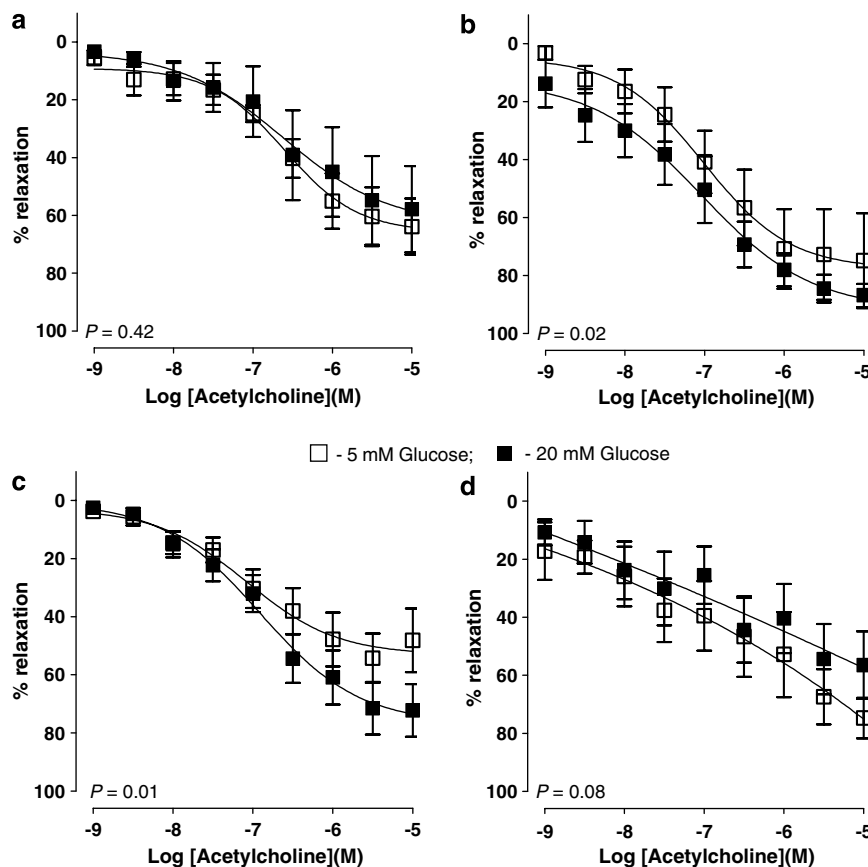 a
0
20
40
60
80
100
% relaxation
P = 0.42
-9 -8 -7 -6 -5
Log [Acetylcholine](M)
b
0
20
40
60
80
100
% relaxation
P = 0.02
-9 -8 -7 -6 -5
Log [Acetylcholine](M)
- 5 mM Glucose; - 20 mM Glucose
c
0
20
40
60
80
100
% relaxation
P = 0.01
-9 -8 -7 -6 -5
Log [Acetylcholine](M)
d
0
20
40
60
80
100
% relaxation
P = 0.08
-9 -8 -7 -6 -5
Log [Acetylcholine](M)